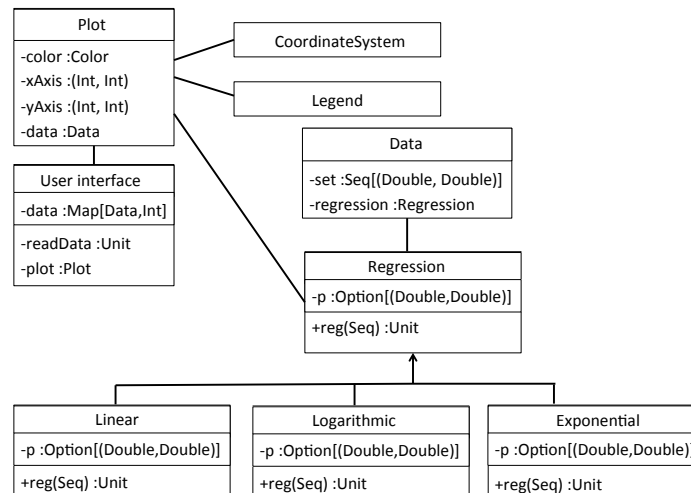 Plot
-color :Color
-xAxis :(Int, Int)
-yAxis :(Int, Int)
-data :Data
CoordinateSystem
Legend
User interface
-data :Map[Data,Int]
-readData :Unit
-plot :Plot
Data
-set :Seq[(Double, Double)]
-regression :Regression
Regression
-p :Option[(Double,Double)]
+reg(Seq) :Unit
Linear
-p :Option[(Double,Double)]
+reg(Seq) :Unit
Logarithmic
-p :Option[(Double,Double)]
+reg(Seq) :Unit
Exponential
-p :Option[(Double,Double)]
+reg(Seq) :Unit